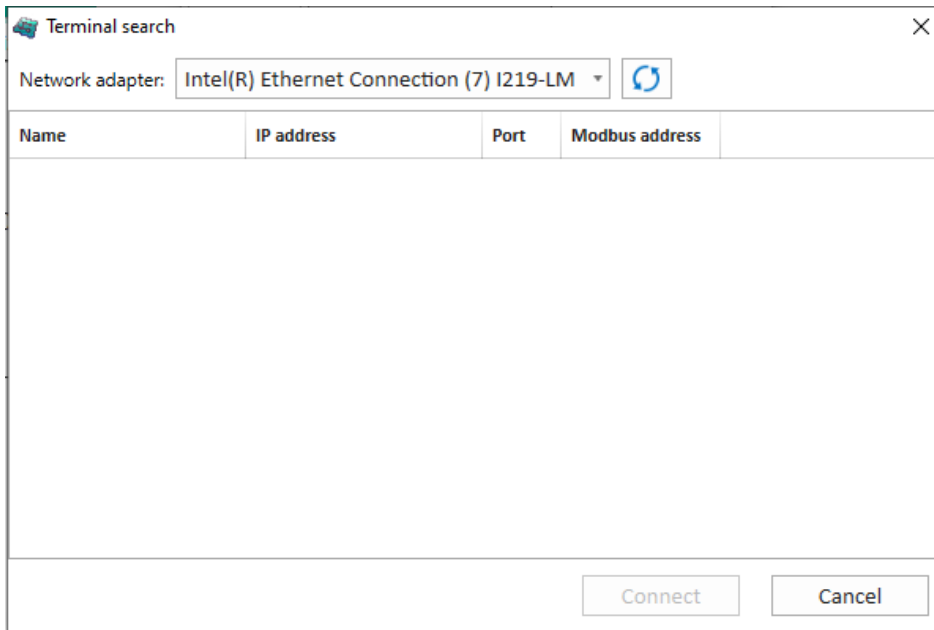 Terminal search
Network adapter: Intel(R) Ethernet Connection (7) I219-LM
Name IP address Port Modbus address
Connect Cancel